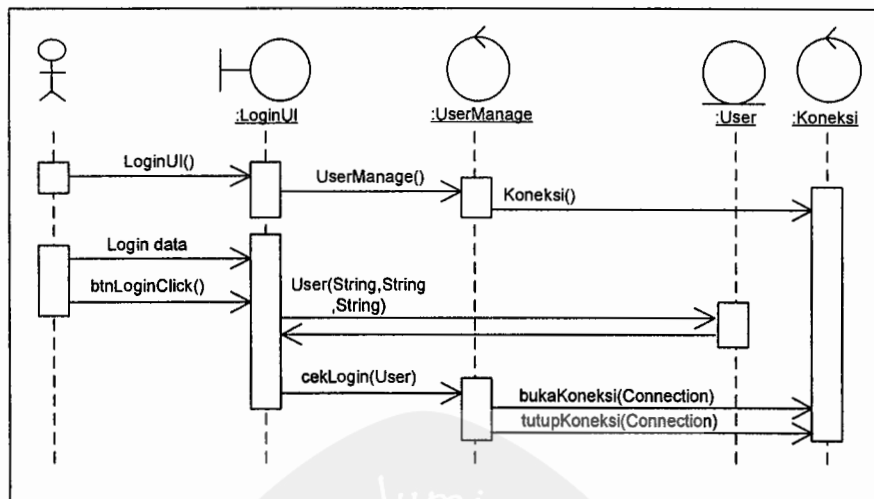 :LoginUI
:UserManage
:User
:Koneksi
LoginUI()
UserManage()
Koneksi()
Login data
btnLoginClick()
User(String,String
,String)
cekLogin(User)
bukaKoneksi(Connection)
tutupKoneksi(Connection)